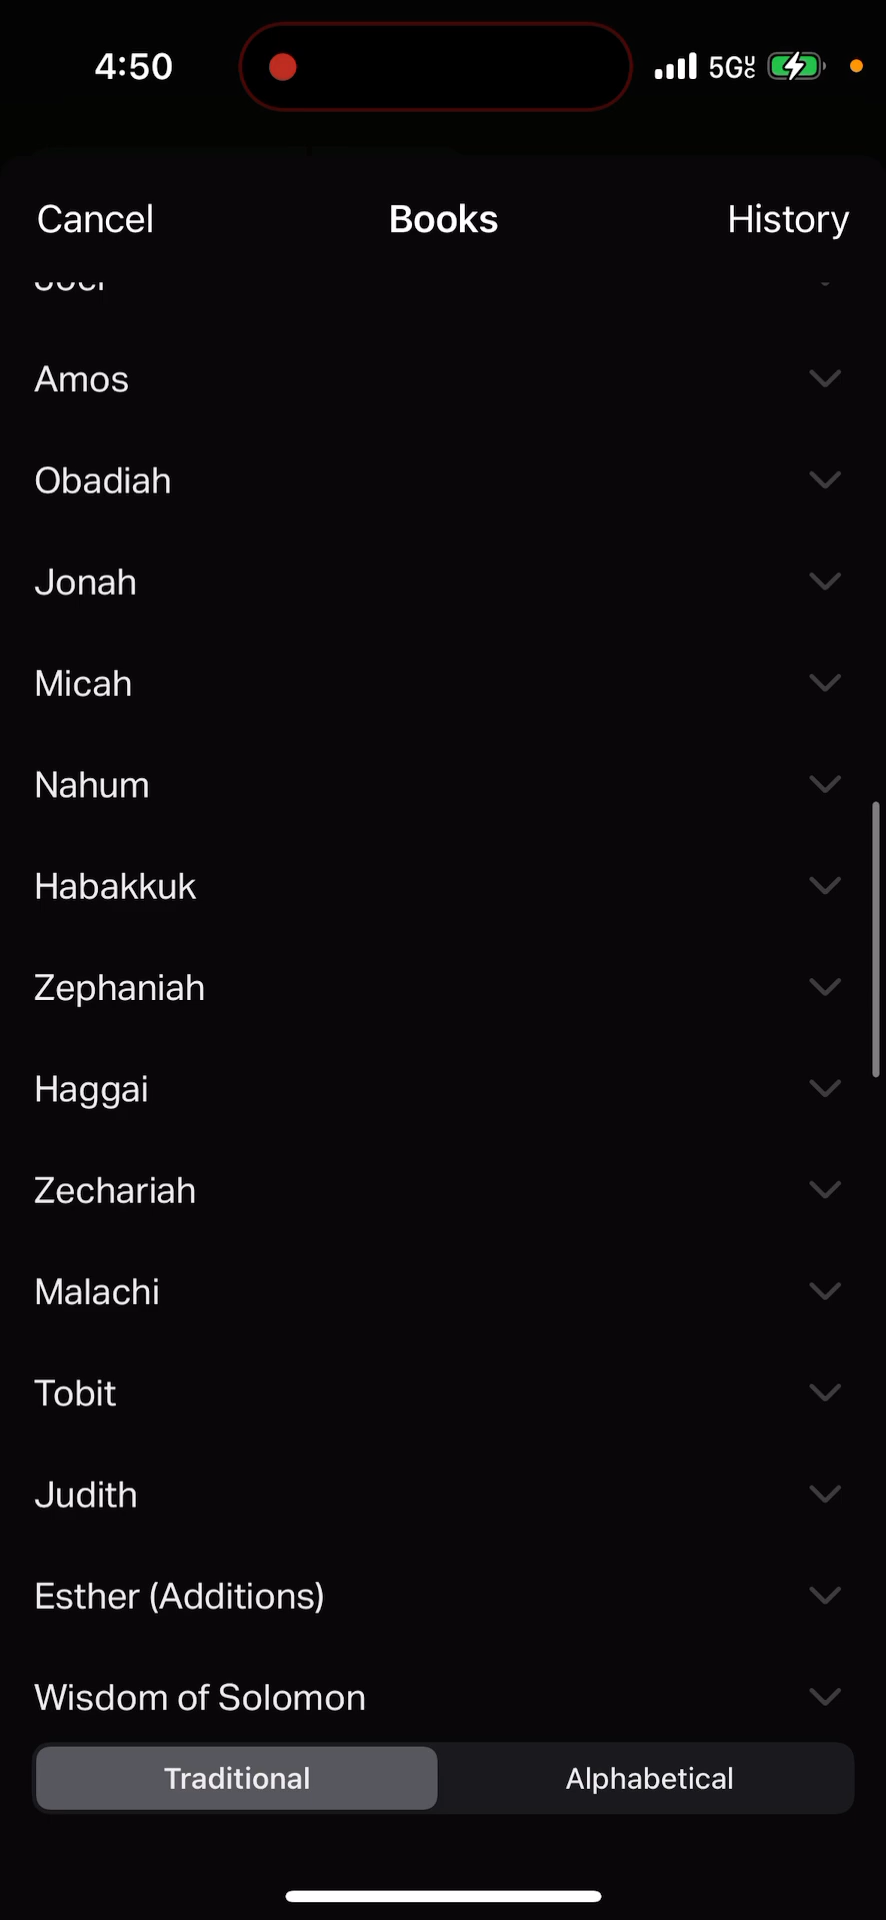 4:50
5G
Cancel
Books
History
Amos
Obadiah
Jonah
Micah
Nahum
Habakkuk
Zephaniah
Haggai
Zechariah
Malachi
Tobit
Judith
Esther (Additions)
Wisdom of Solomon
Traditional
Alphabetical